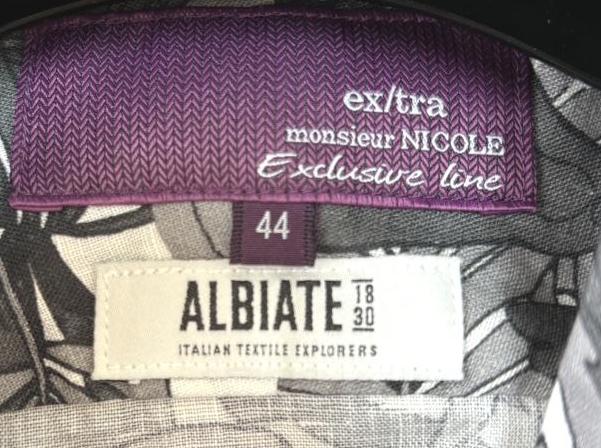 ex/tra
monsieur NICOLE
Exclusive line
44
ALBIATE 18 30
ITALIAN TEXTILE EXPLORERS